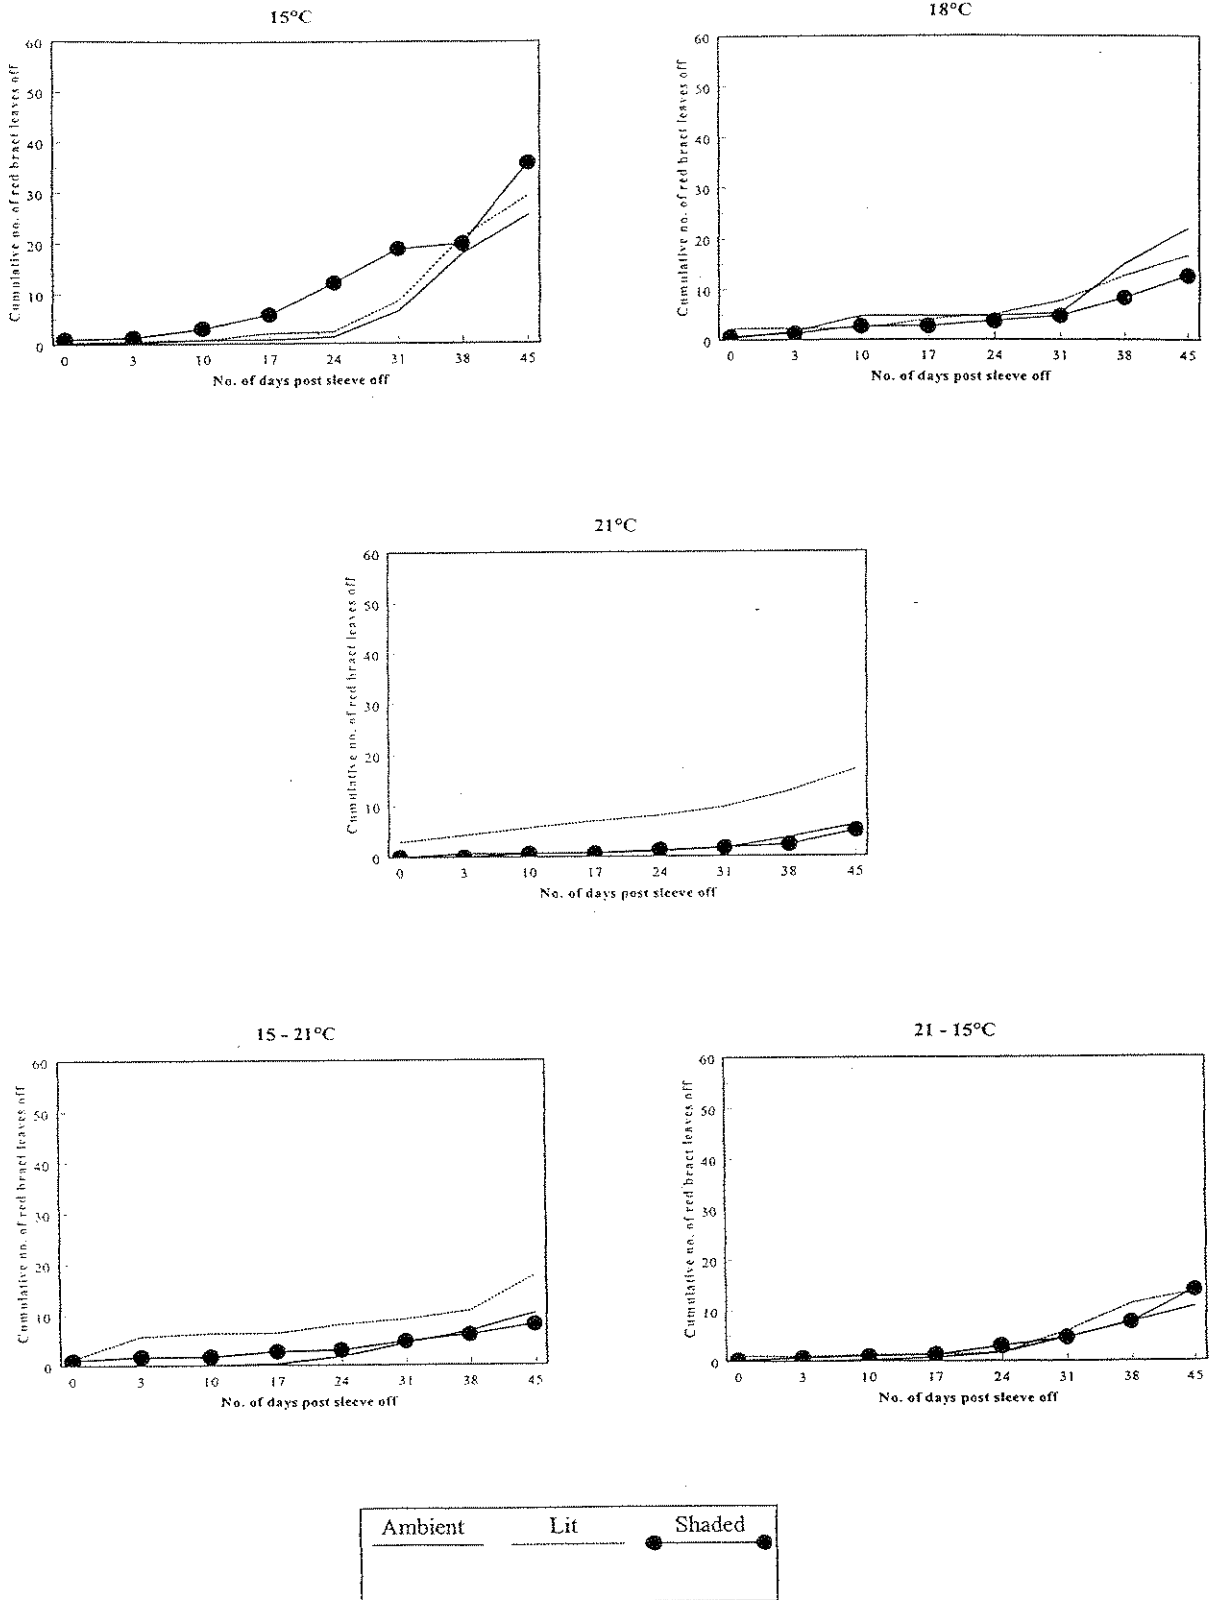 15°C
18°C
60
50
40
30
20
10
0
Cumulative no. of red bract leaves off
0 3 10 17 24 31 38 45
No. of days post sleeve off
60
50
40
30
20
10
0
Cumulative no. of red bract leaves off
0 3 10 17 24 31 38 45
No. of days post sleeve off
21°C
60
50
40
30
20
10
0
Cumulative no. of red bract leaves off
0 3 10 17 24 31 38 45
No. of days post sleeve off
15 - 21°C
21 - 15°C
60
50
40
30
20
10
0
Cumulative no. of red bract leaves off
0 3 10 17 24 31 38 45
No. of days post sleeve off
60
50
40
30
20
10
0
Cumulative no. of red bract leaves off
0 3 10 17 24 31 38 45
No. of days post sleeve off
Ambient Lit Shaded